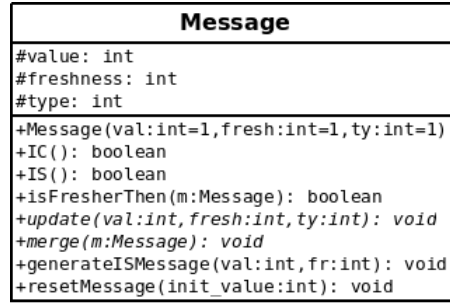 Message
#value: int
#freshness: int
#type: int
+Message(val:int=1,fresh:int=1,ty:int=1)
+IC(): boolean
+IS(): boolean
+isFresherThen(m:Message): boolean
+update(val:int,fresh:int,ty:int): void
+merge(m:Message): void
+generateISMessage(val:int,fr:int): void
+resetMessage(init_value:int): void